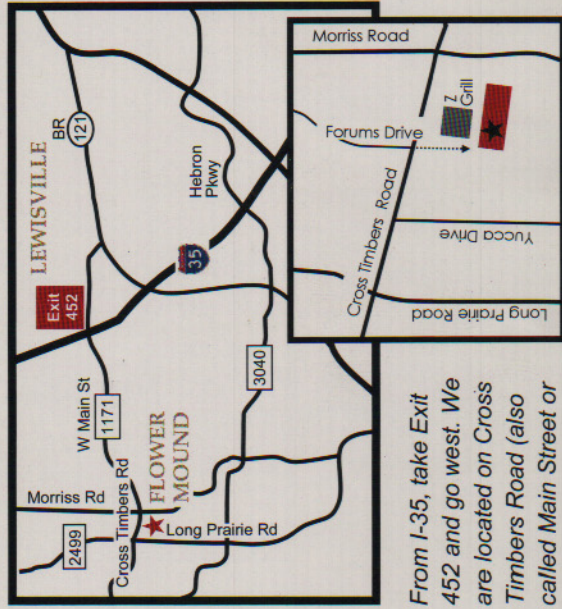 LEWISVILLE
BR
121
Exit
452
35
Hebron
Pkwy
W Main St
1171
3040
Morriss Rd
FLOWER
MOUND
2499
Cross Timbers Rd
Long Prairie Rd
Morriss Road
Z
Grill
Forums Drive
Cross Timbers Road
Yucca Drive
Long Prairie Road
From I-35, take Exit
452 and go west. We
are located on Cross
Timbers Road (also
called Main Street or